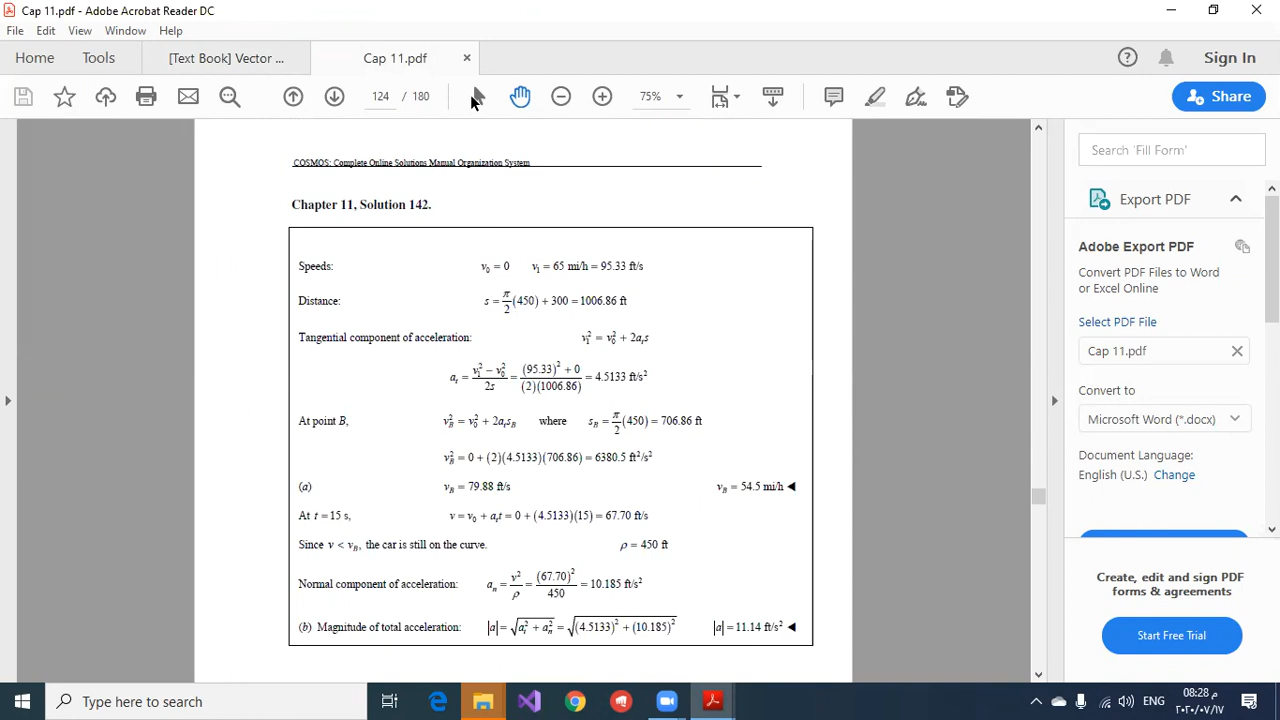 Cap 11.pdf - Adobe Acrobat Reader DC
File Edit View Window Help
Home Tools [Text Book] Vector ... Cap 11.pdf × Sign In
124 / 180 75% Share
COSMOS: Complete Online Solutions Manual Organization System
Chapter 11, Solution 142.
Speeds: v₀ = 0 v₁ = 65 mi/h = 95.33 ft/s
Distance: s = π/2 (450) + 300 = 1006.86 ft
Tangential component of acceleration: v₁² = v₀² + 2aₜs
aₜ = (v₁² − v₀²)/2s = ((95.33)² + 0)/((2)(1006.86)) = 4.5133 ft/s²
At point B, v_B² = v₀² + 2aₜs_B where s_B = π/2 (450) = 706.86 ft
v_B² = 0 + (2)(4.5133)(706.86) = 6380.5 ft²/s²
(a) v_B = 79.88 ft/s v_B = 54.5 mi/h ◀
At t = 15 s, v = v₀ + aₜt = 0 + (4.5133)(15) = 67.70 ft/s
Since v < v_B, the car is still on the curve. ρ = 450 ft
Normal component of acceleration: aₙ = v²/ρ = (67.70)²/450 = 10.185 ft/s²
(b) Magnitude of total acceleration: |a| = √(aₜ² + aₙ²) = √((4.5133)² + (10.185)²) |a| = 11.14 ft/s² ◀
Search 'Fill Form'
Export PDF
Adobe Export PDF
Convert PDF Files to Word
or Excel Online
Select PDF File
Cap 11.pdf
Convert to
Microsoft Word (*.docx)
Document Language:
English (U.S.) Change
Create, edit and sign PDF
forms & agreements
Start Free Trial
Type here to search
ENG
08:28 م
٢٠٢٠/٠٧/١٧